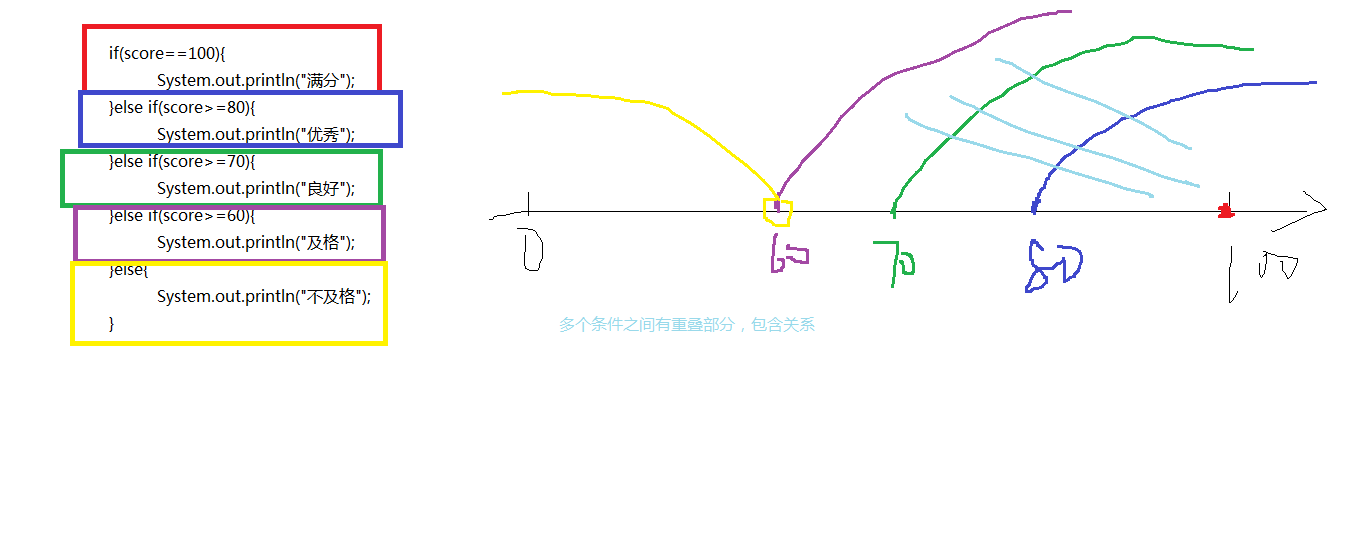 if(score==100){
System.out.println("满分");
}else if(score>=80){
System.out.println("优秀");
}else if(score>=70){
System.out.println("良好");
}else if(score>=60){
System.out.println("及格");
}else{
System.out.println("不及格");
}
0 60 70 80 100
多个条件之间有重叠部分，包含关系